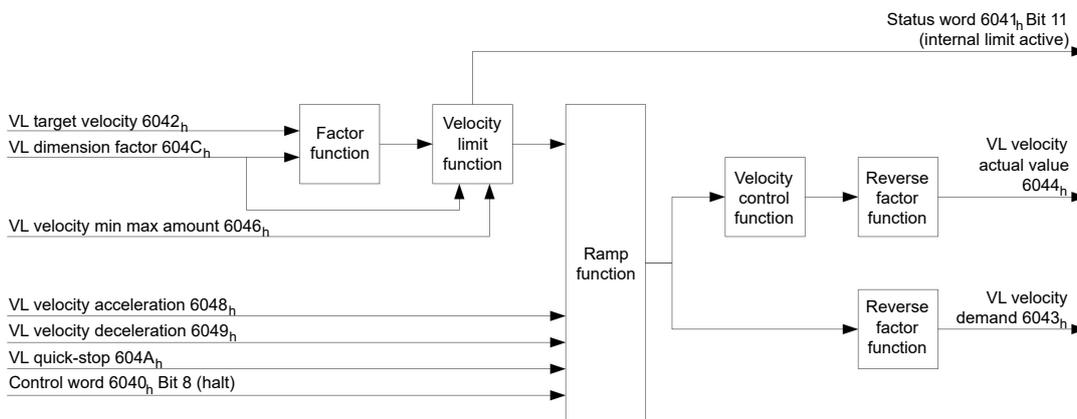 Status word 6041h Bit 11
(internal limit active)
VL target velocity 6042h
VL dimension factor 604Ch
Factor
function
Velocity
limit
function
VL velocity min max amount 6046h
VL velocity acceleration 6048h
VL velocity deceleration 6049h
VL quick-stop 604Ah
Control word 6040h Bit 8 (halt)
Ramp
function
Velocity
control
function
Reverse
factor
function
VL velocity
actual value
6044h
Reverse
factor
function
VL velocity
demand 6043h